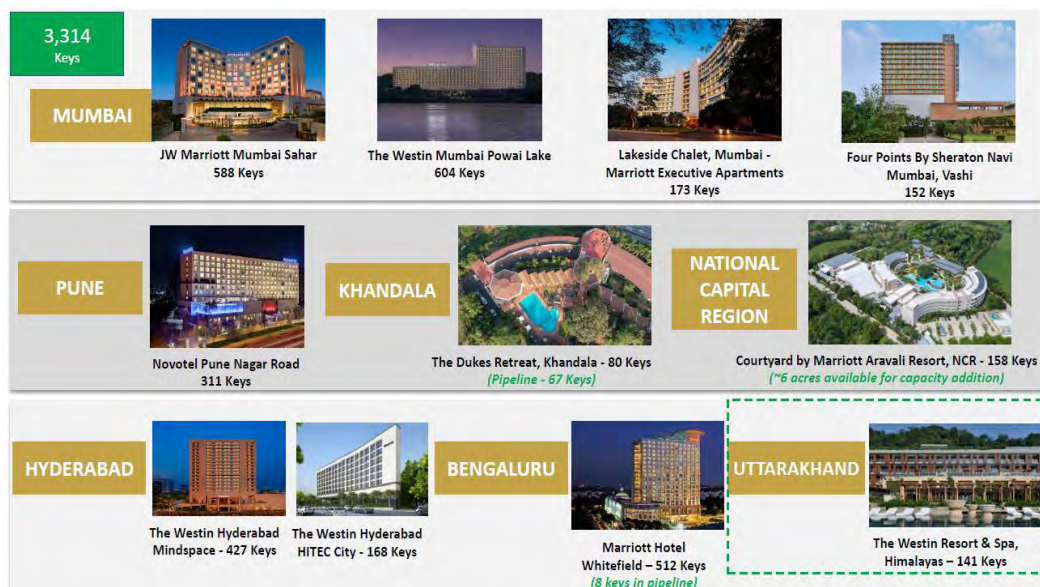 3,314
Keys
MUMBAI
JW Marriott Mumbai Sahar
588 Keys
The Westin Mumbai Powai Lake
604 Keys
Lakeside Chalet, Mumbai -
Marriott Executive Apartments
173 Keys
Four Points By Sheraton Navi
Mumbai, Vashi
152 Keys
PUNE
Novotel Pune Nagar Road
311 Keys
KHANDALA
The Dukes Retreat, Khandala - 80 Keys
(Pipeline - 67 Keys)
NATIONAL
CAPITAL
REGION
Courtyard by Marriott Aravali Resort, NCR - 158 Keys
(~6 acres available for capacity addition)
HYDERABAD
The Westin Hyderabad
Mindspace - 427 Keys
The Westin Hyderabad
HITEC City - 168 Keys
BENGALURU
Marriott Hotel
Whitefield – 512 Keys
(8 keys in pipeline)
UTTARAKHAND
The Westin Resort & Spa,
Himalayas – 141 Keys